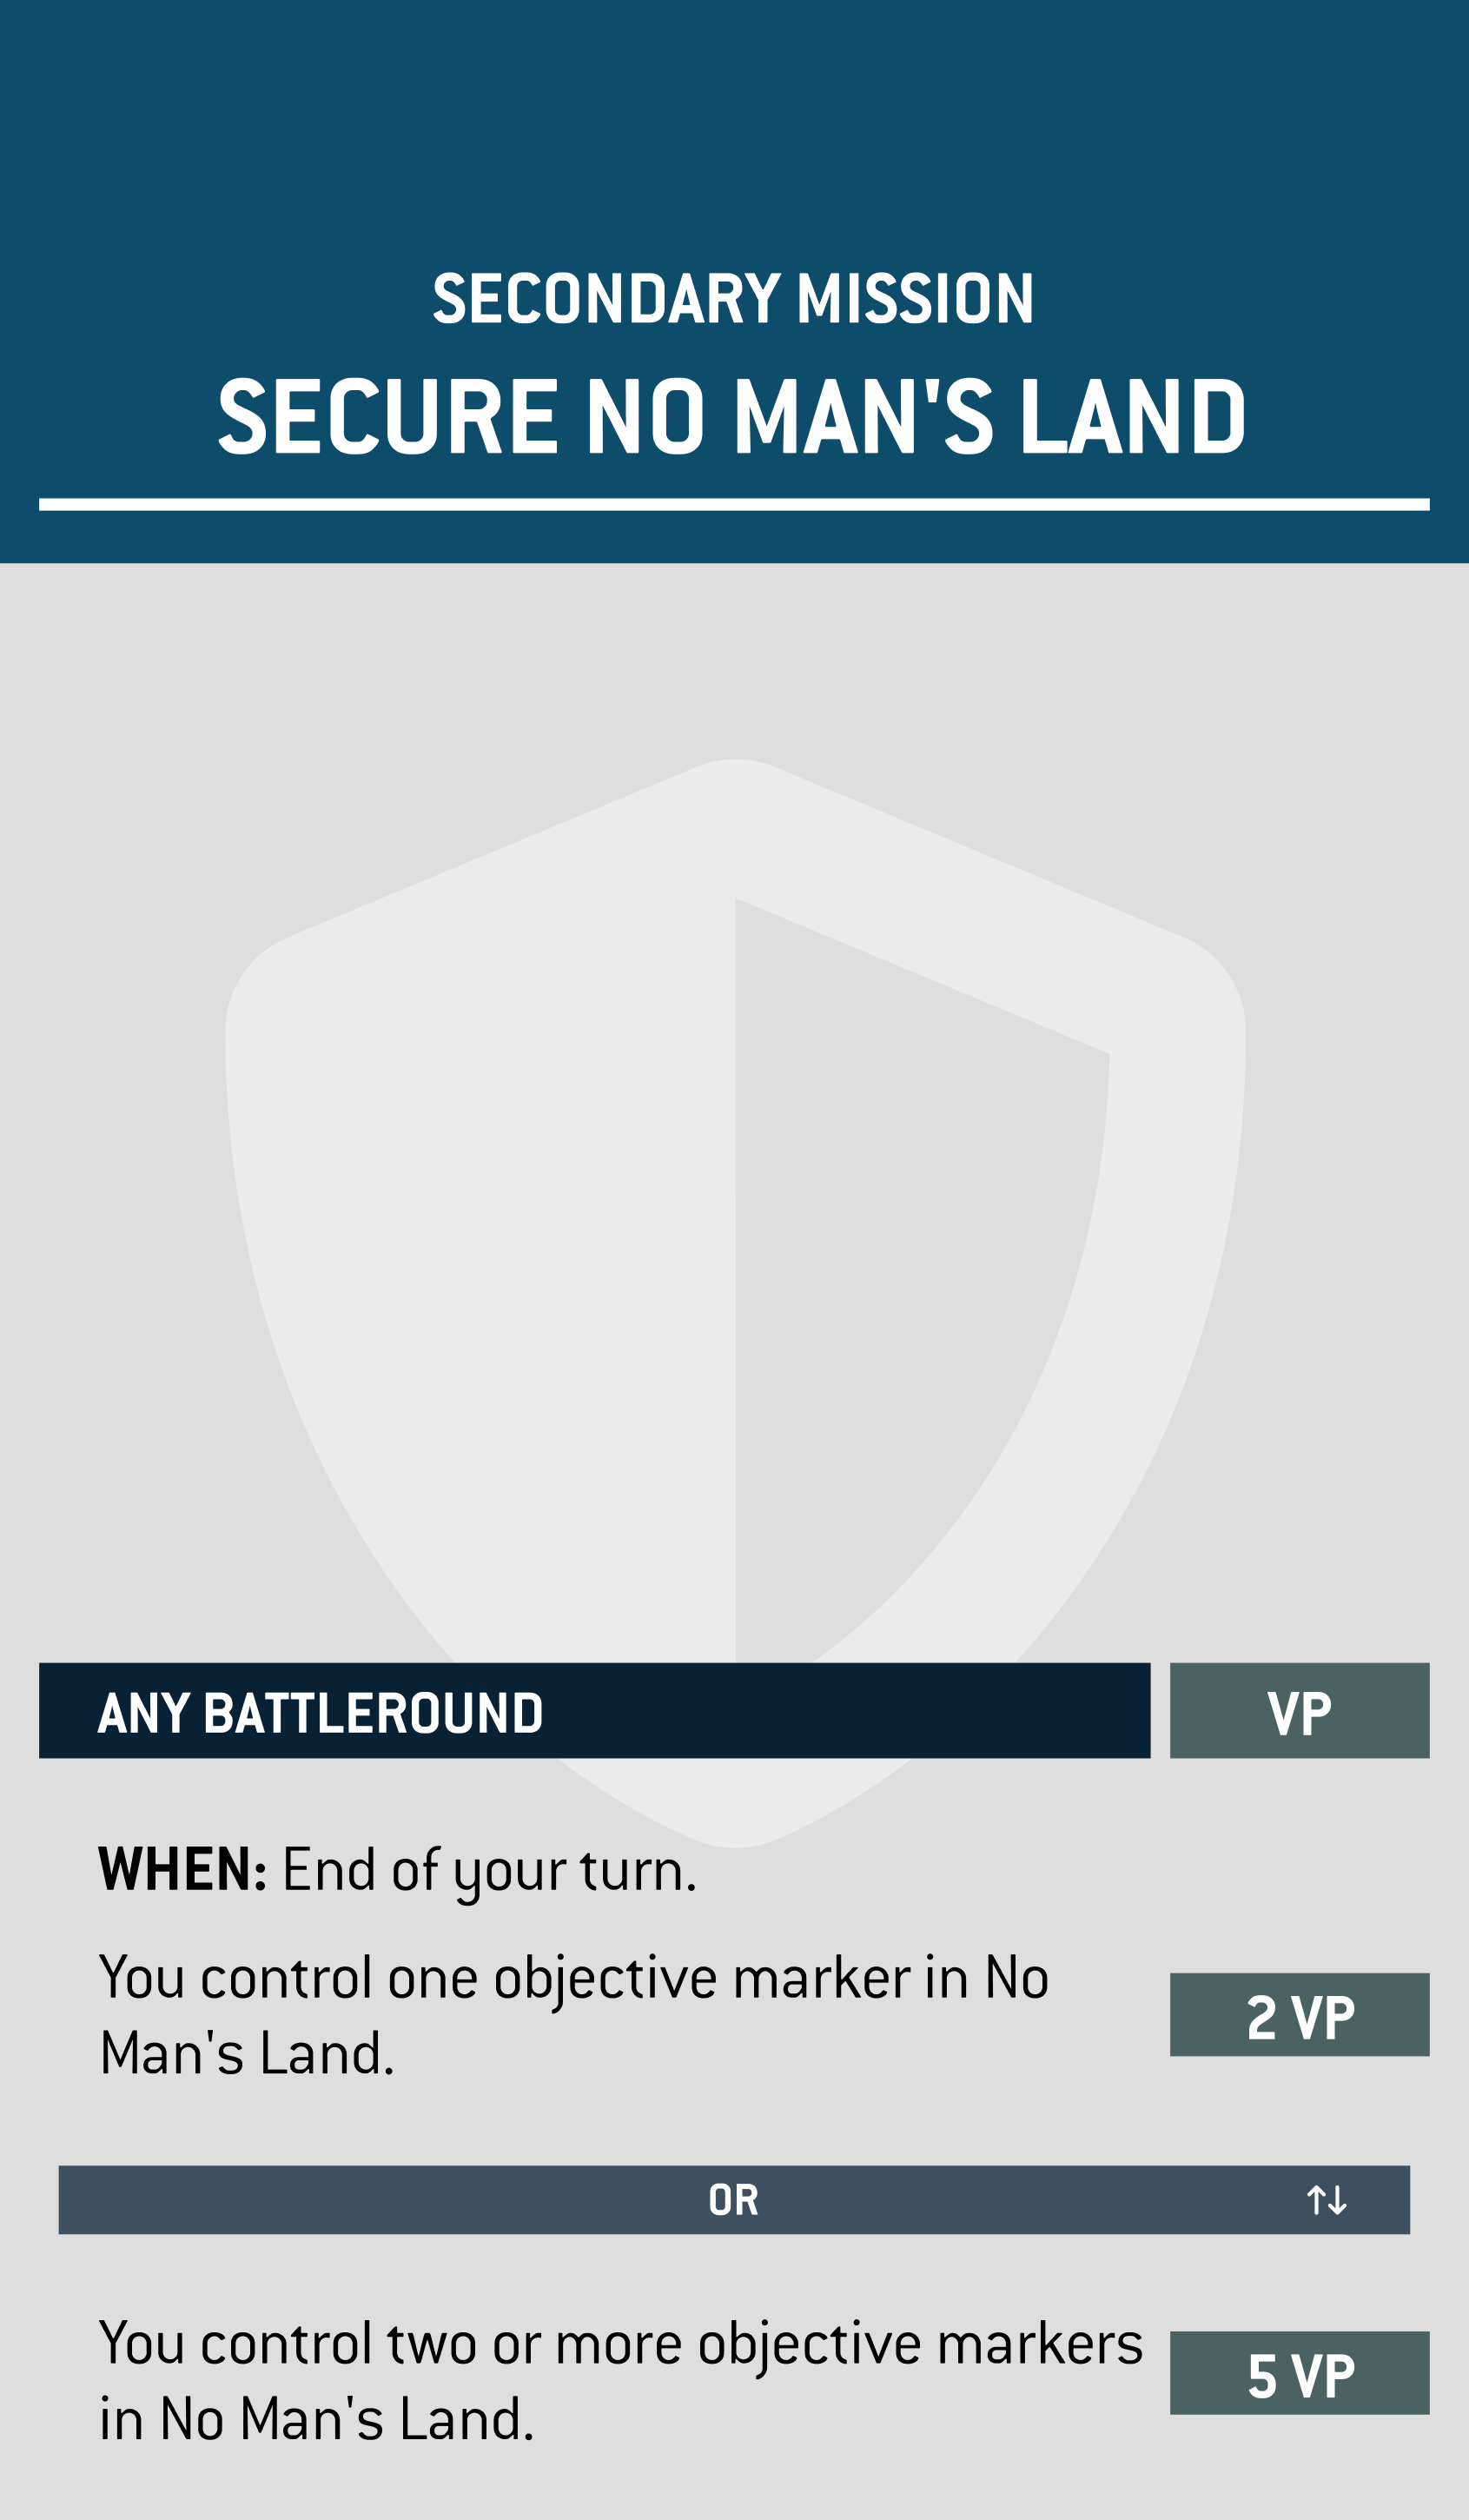 SECONDARY MISSION
SECURE NO MAN'S LAND
ANY BATTLEROUND
VP
WHEN: End of your turn.
You control one objective marker in No
Man's Land.
2 VP
OR ↑↓
You control two or more objective markers
in No Man's Land.
5 VP